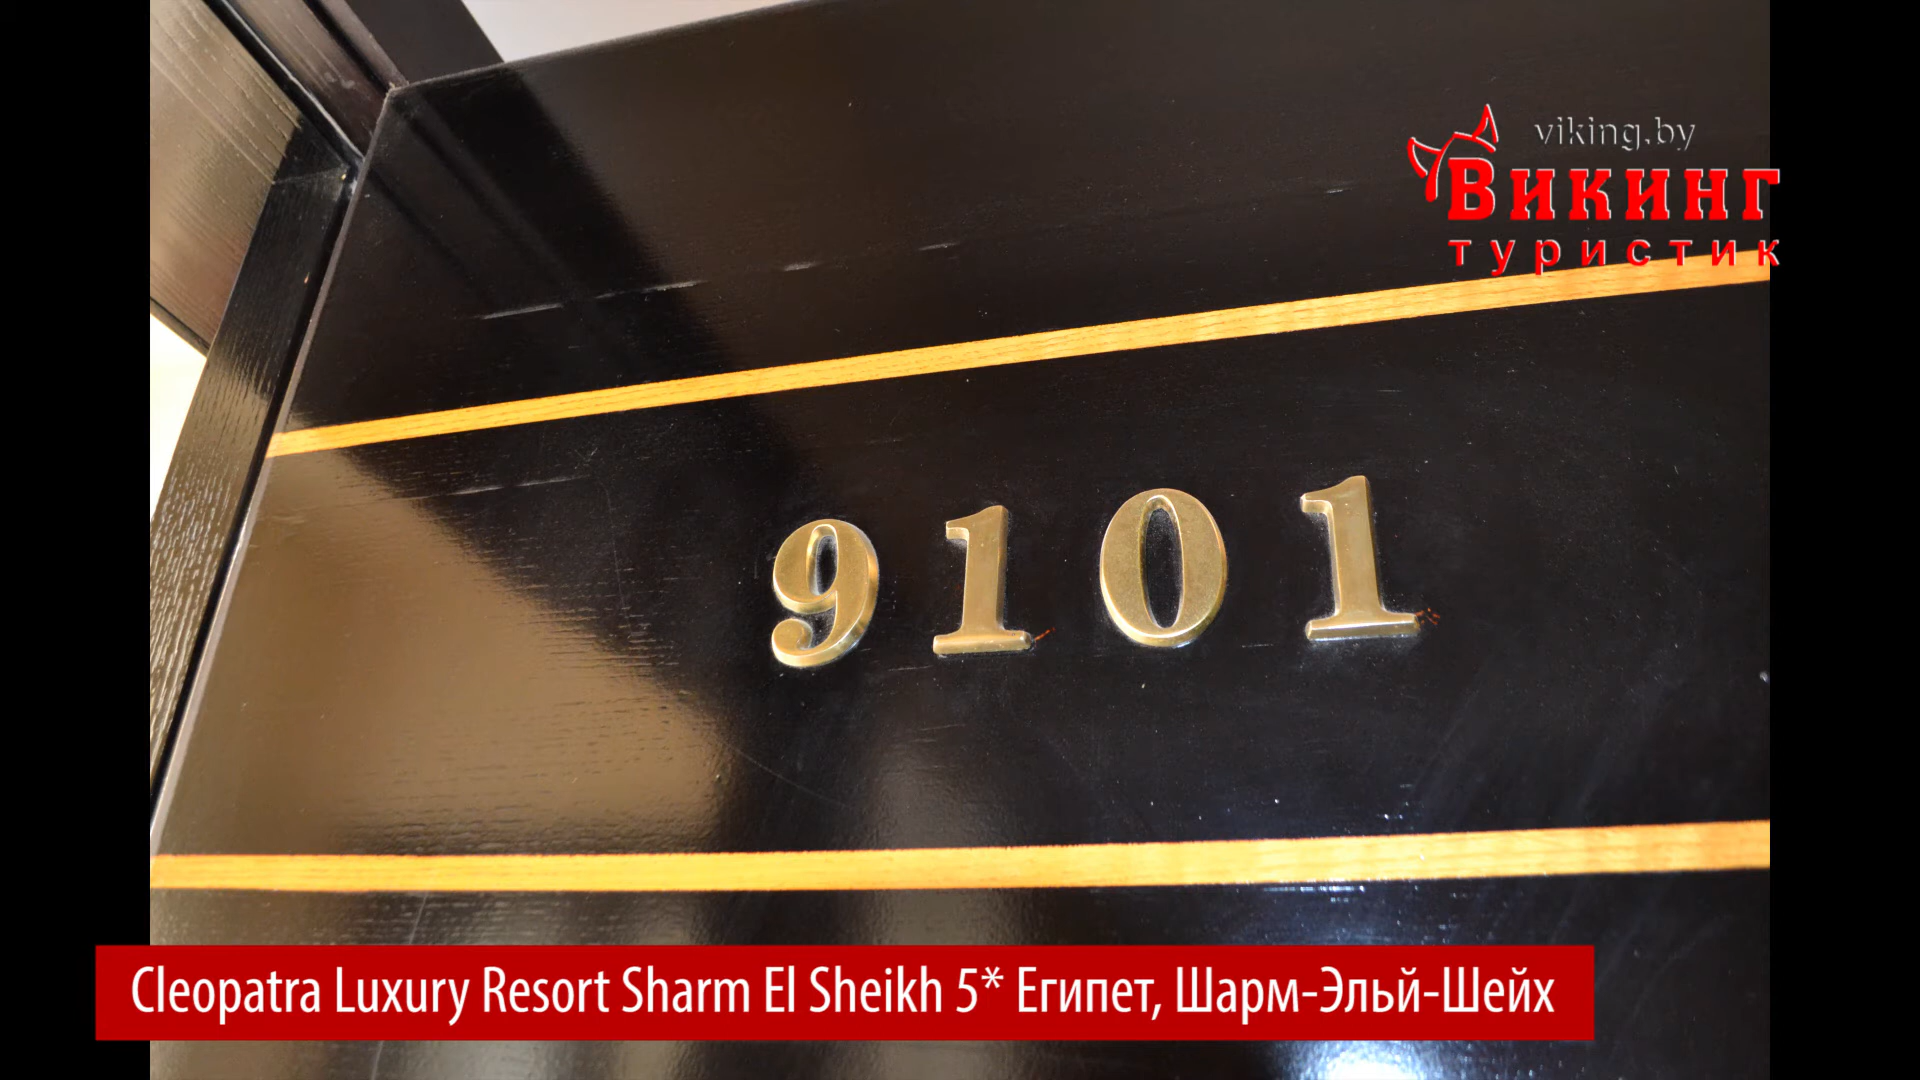 viking.by
Викинг
туристик
9101
Cleopatra Luxury Resort Sharm El Sheikh 5* Египет, Шарм-Эльй-Шейх